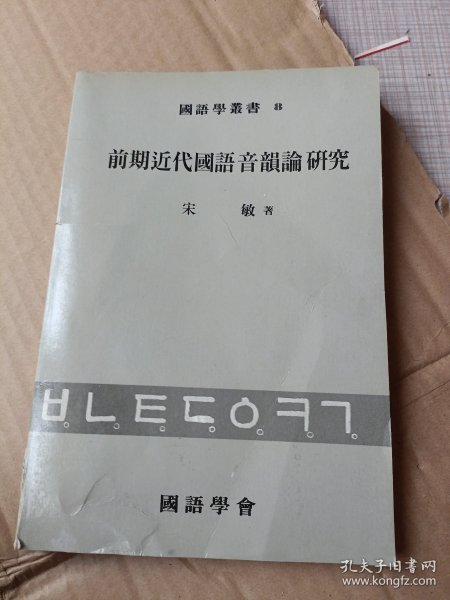 國語學叢書 8
前期近代國語音韻論研究
宋 敏 著
ㅂㄴㅌㄷㆁㅋㄱ
國語學會
孔夫子旧书网
www.kongfz.com